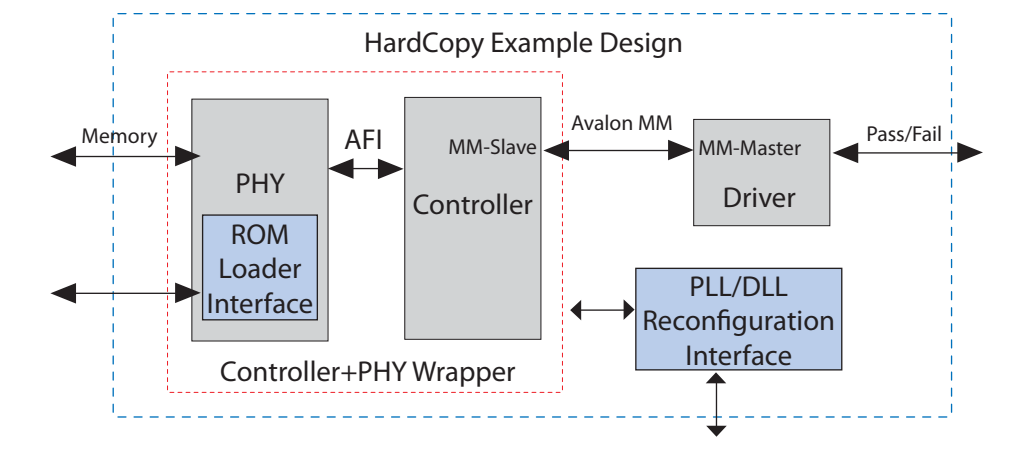 HardCopy Example Design
Memory
AFI
Avalon MM
Pass/Fail
MM-Slave
MM-Master
PHY
Controller
Driver
ROM
Loader
Interface
PLL/DLL
Reconfiguration
Interface
Controller+PHY Wrapper